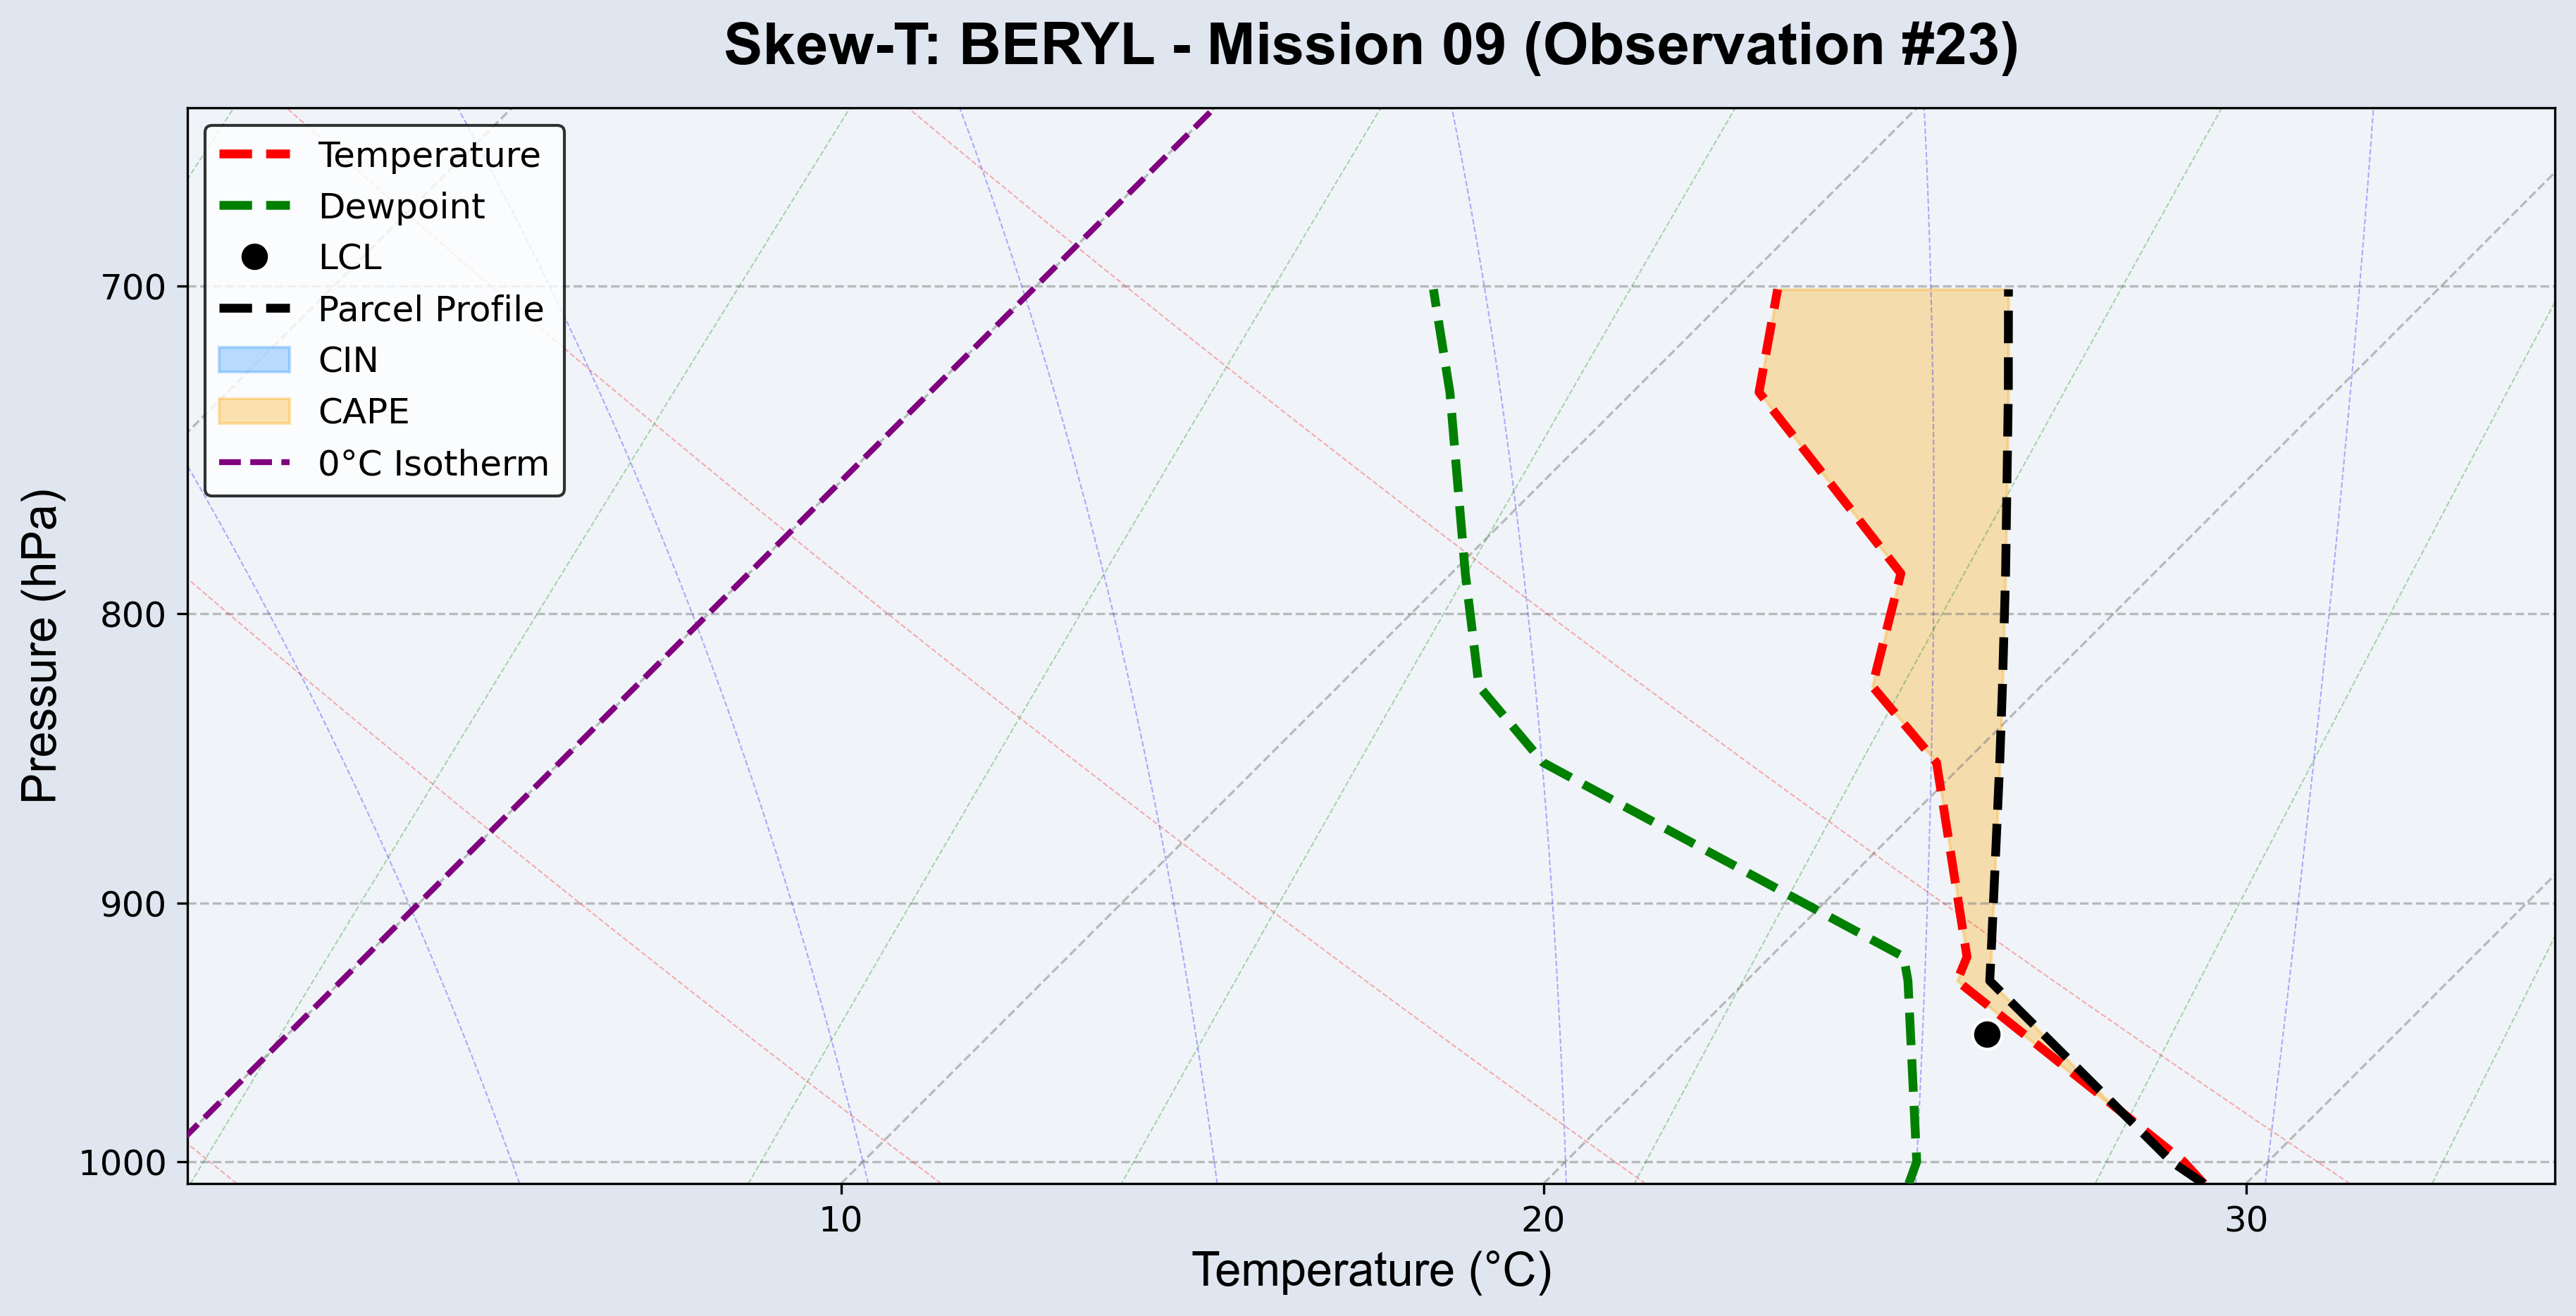 Skew-T: BERYL - Mission 09 (Observation #23)
Temperature
Dewpoint
LCL
Parcel Profile
CIN
CAPE
0°C Isotherm
Pressure (hPa)
700
800
900
1000
10
20
30
Temperature (°C)